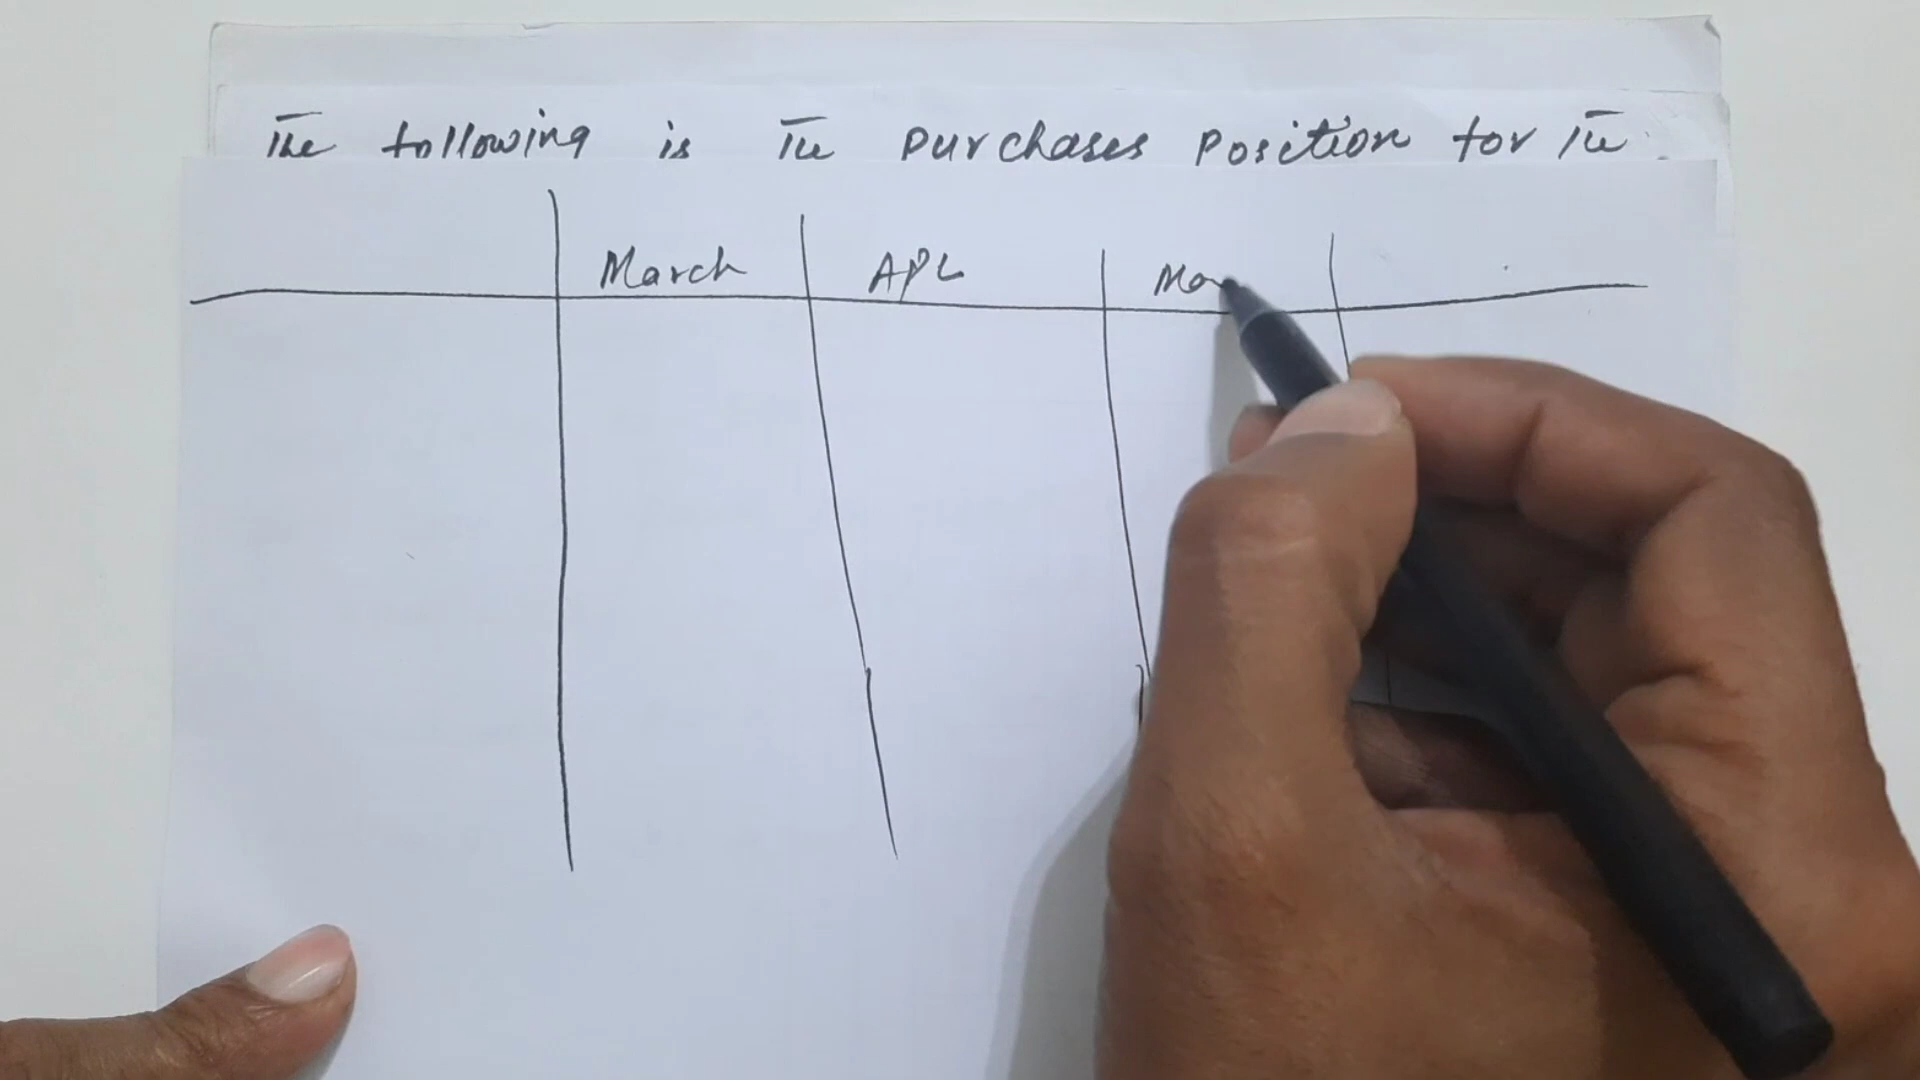 The following is The purchases Position for The
March APL Ma